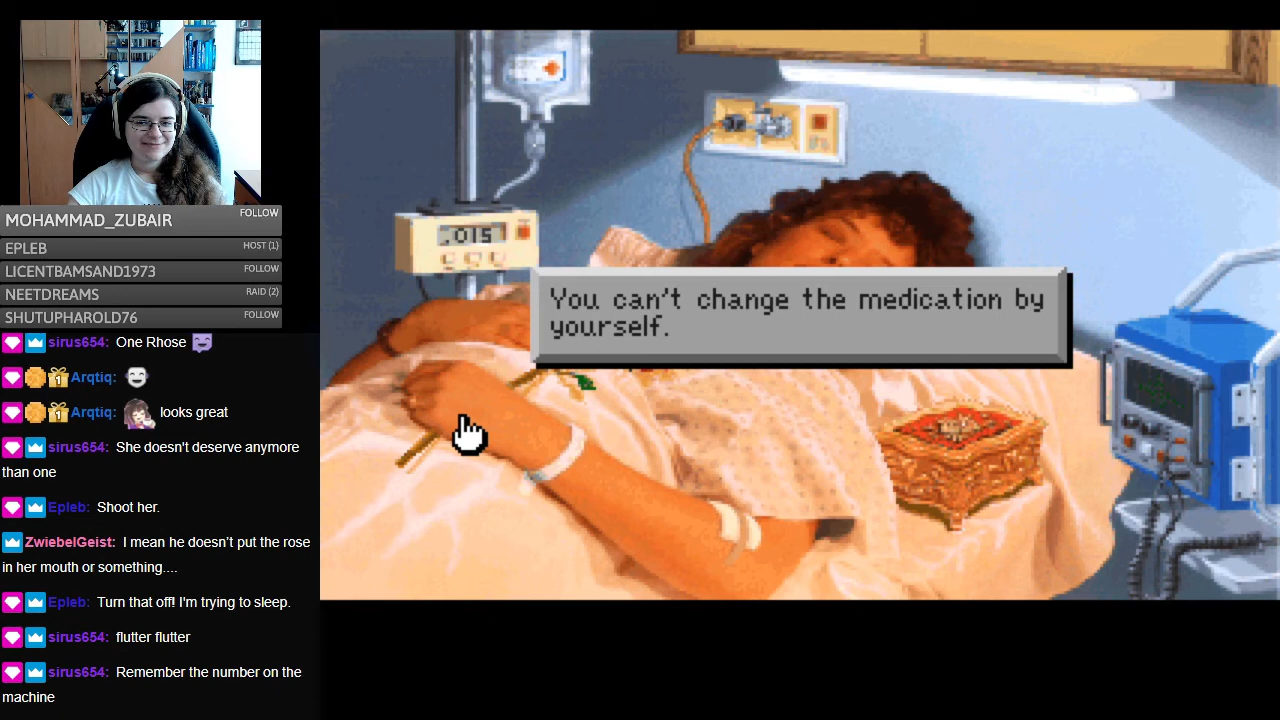 MOHAMMAD_ZUBAIR FOLLOW
EPLEB HOST (1)
LICENTBAMSAND1973 FOLLOW
NEETDREAMS RAID (2)
SHUTUPHAROLD76 FOLLOW
sirus654: One Rhose
1 Arqtiq:
1 Arqtiq: looks great
sirus654: She doesn't deserve anymore
than one
Epleb: Shoot her.
ZwiebelGeist: I mean he doesn't put the rose
in her mouth or something....
Epleb: Turn that off! I'm trying to sleep.
sirus654: flutter flutter
sirus654: Remember the number on the
machine
.015
You can't change the medication by
yourself.